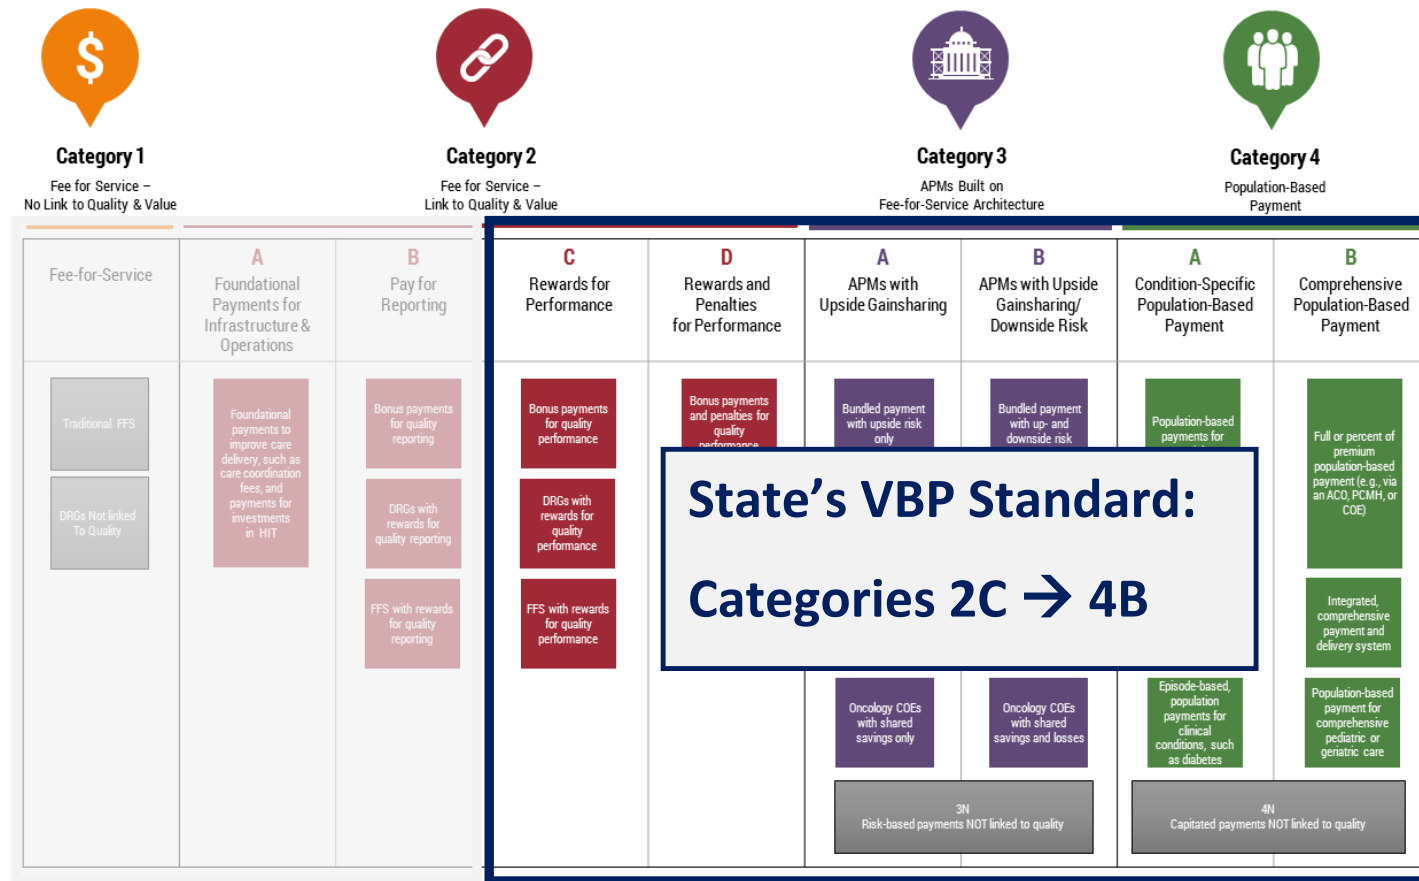 $
Category 1
Fee for Service –
No Link to Quality & Value
Category 2
Fee for Service –
Link to Quality & Value
Category 3
APMs Built on
Fee-for-Service Architecture
Category 4
Population-Based
Payment
Fee-for-Service
A
Foundational
Payments for
Infrastructure &
Operations
B
Pay for
Reporting
C
Rewards for
Performance
D
Rewards and
Penalties
for Performance
A
APMs with
Upside Gainsharing
B
APMs with Upside
Gainsharing/
Downside Risk
A
Condition-Specific
Population-Based
Payment
B
Comprehensive
Population-Based
Payment
Traditional FFS
DRGs Not linked
To Quality
Foundational
payments to
improve care
delivery, such as
care coordination
fees, and
payments for
investments
in HIT
Bonus payments
for quality
reporting
DRGs with
rewards for
quality reporting
FFS with rewards
for quality
reporting
Bonus payments
for quality
performance
DRGs with
rewards for
quality
performance
FFS with rewards
for quality
performance
Bonus payments
and penalties for
quality
performance
Bundled payment
with upside risk
only
Oncology COEs
with shared
savings only
Bundled payment
with up- and
downside risk
Oncology COEs
with shared
savings and losses
3N
Risk-based payments NOT linked to quality
Population-based
payments for
Episode-based,
population
payments for
clinical
conditions, such
as diabetes
Full or percent of
premium
population-based
payment (e.g., via
an ACO, PCMH, or
COE)
Integrated,
comprehensive
payment and
delivery system
Population-based
payment for
comprehensive
pediatric or
geriatric care
4N
Capitated payments NOT linked to quality
State’s VBP Standard:
Categories 2C → 4B